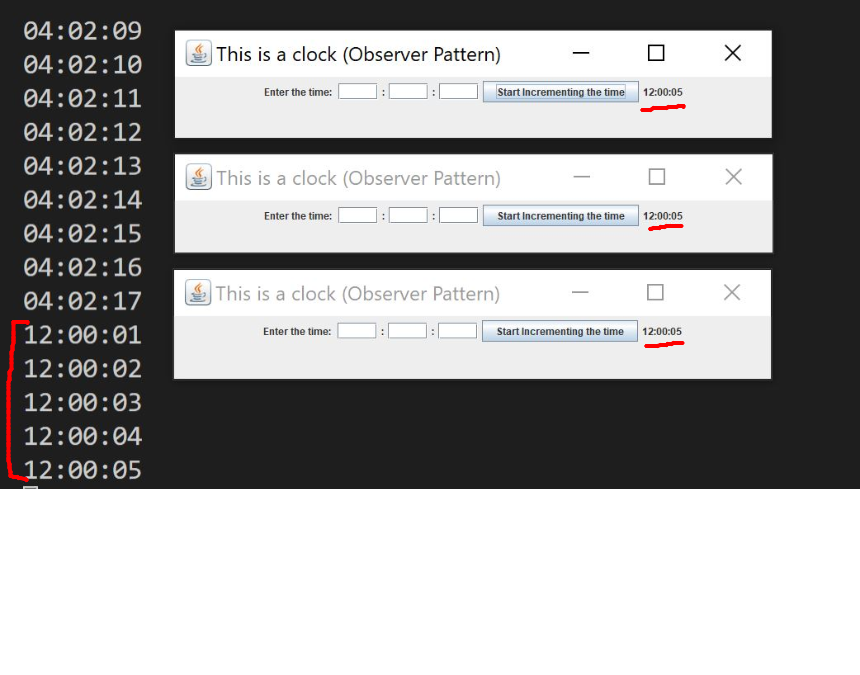 04:02:09
04:02:10
04:02:11
04:02:12
04:02:13
04:02:14
04:02:15
04:02:16
04:02:17
12:00:01
12:00:02
12:00:03
12:00:04
12:00:05
This is a clock (Observer Pattern)
Enter the time: : : Start Incrementing the time 12:00:05
This is a clock (Observer Pattern)
Enter the time: : : Start Incrementing the time 12:00:05
This is a clock (Observer Pattern)
Enter the time: : : Start Incrementing the time 12:00:05